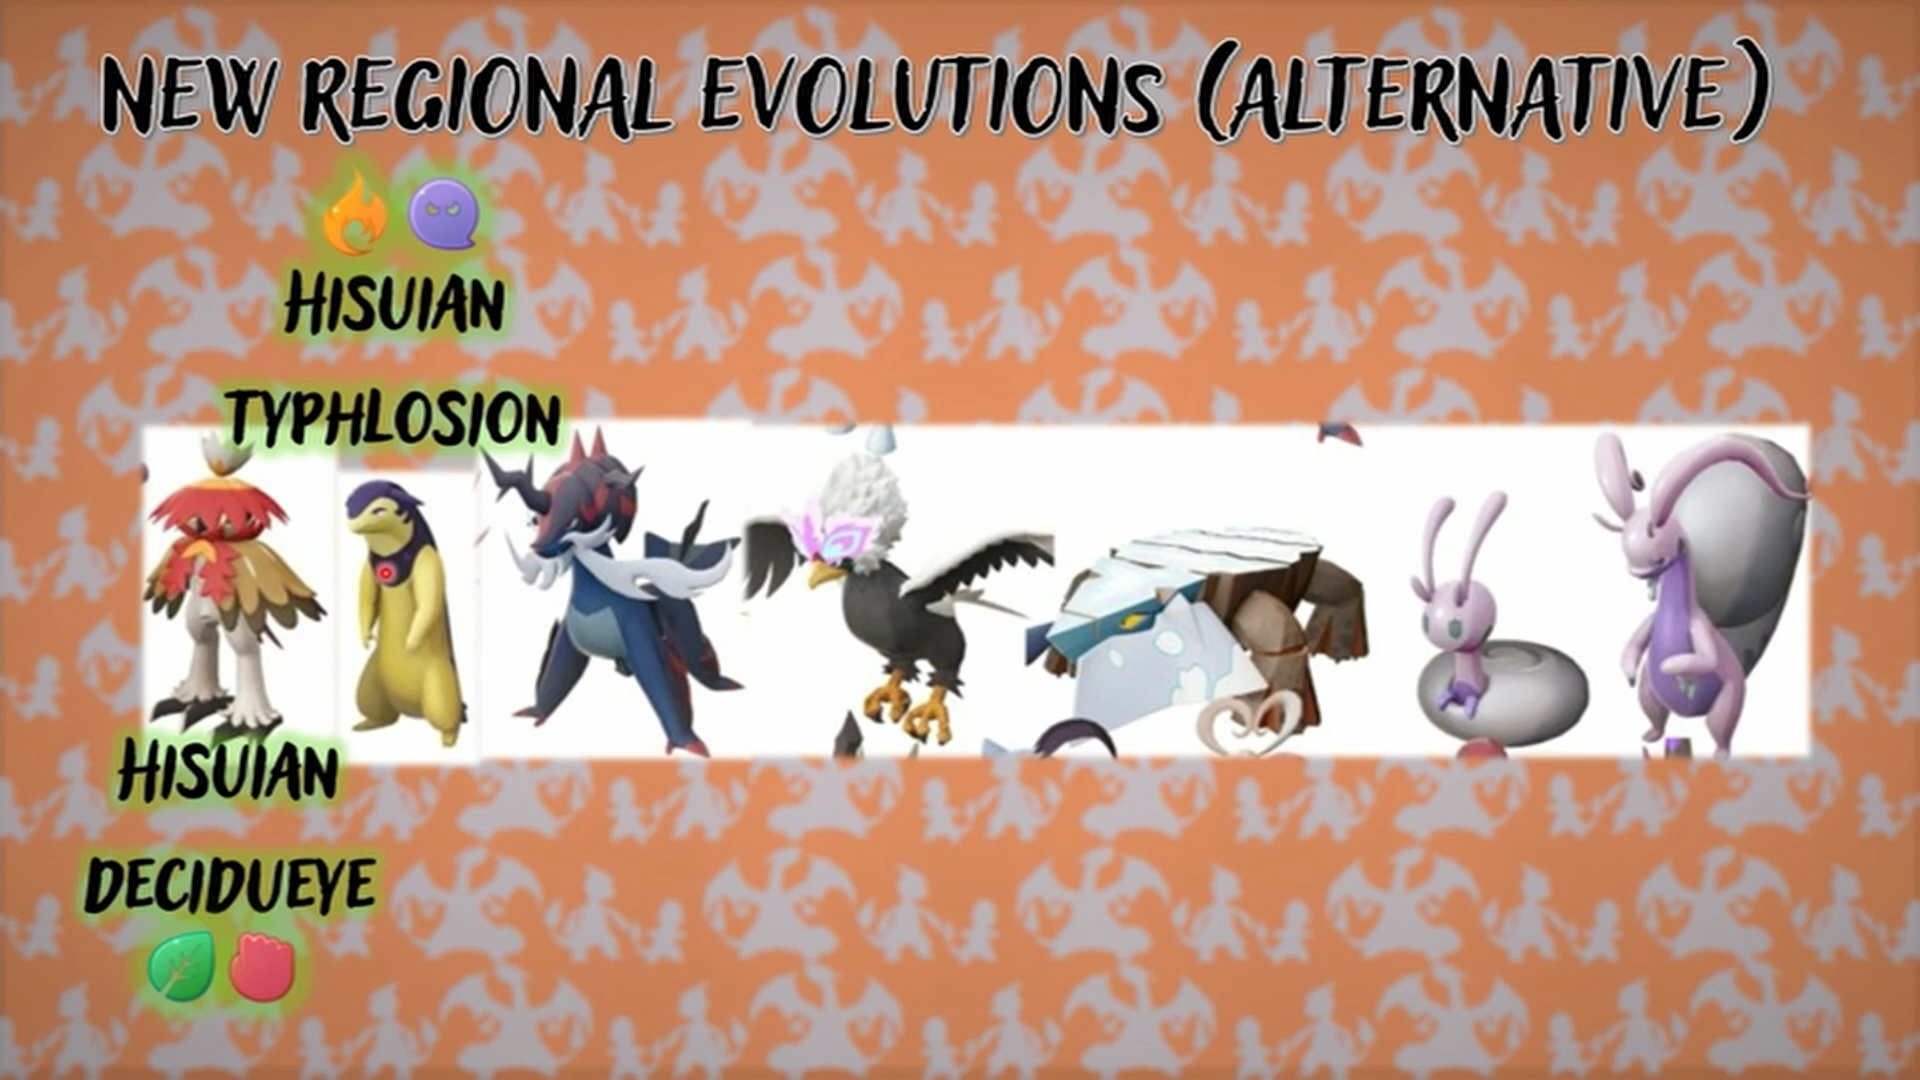 NEW REGIONAL EVOLUTIONS (ALTERNATIVE)
HISUIAN
TYPHLOSION
HISUIAN
DECIDUEYE